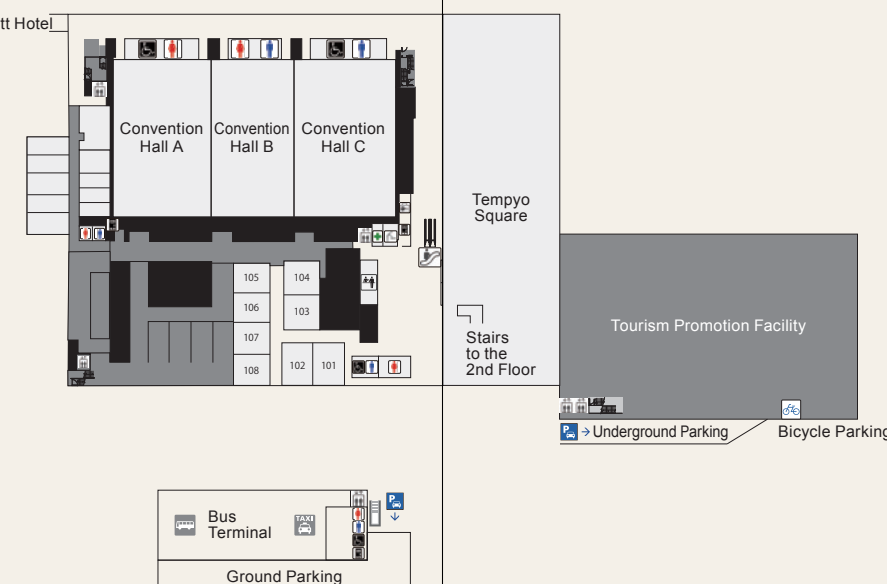 tt Hotel
Convention
Hall A
Convention
Hall B
Convention
Hall C
Tempyo
Square
105
104
106
103
107
108
102
101
Stairs
to the
2nd Floor
Tourism Promotion Facility
P
→ Underground Parking
Bicycle Parking
Bus
Terminal
TAXI
P
Ground Parking